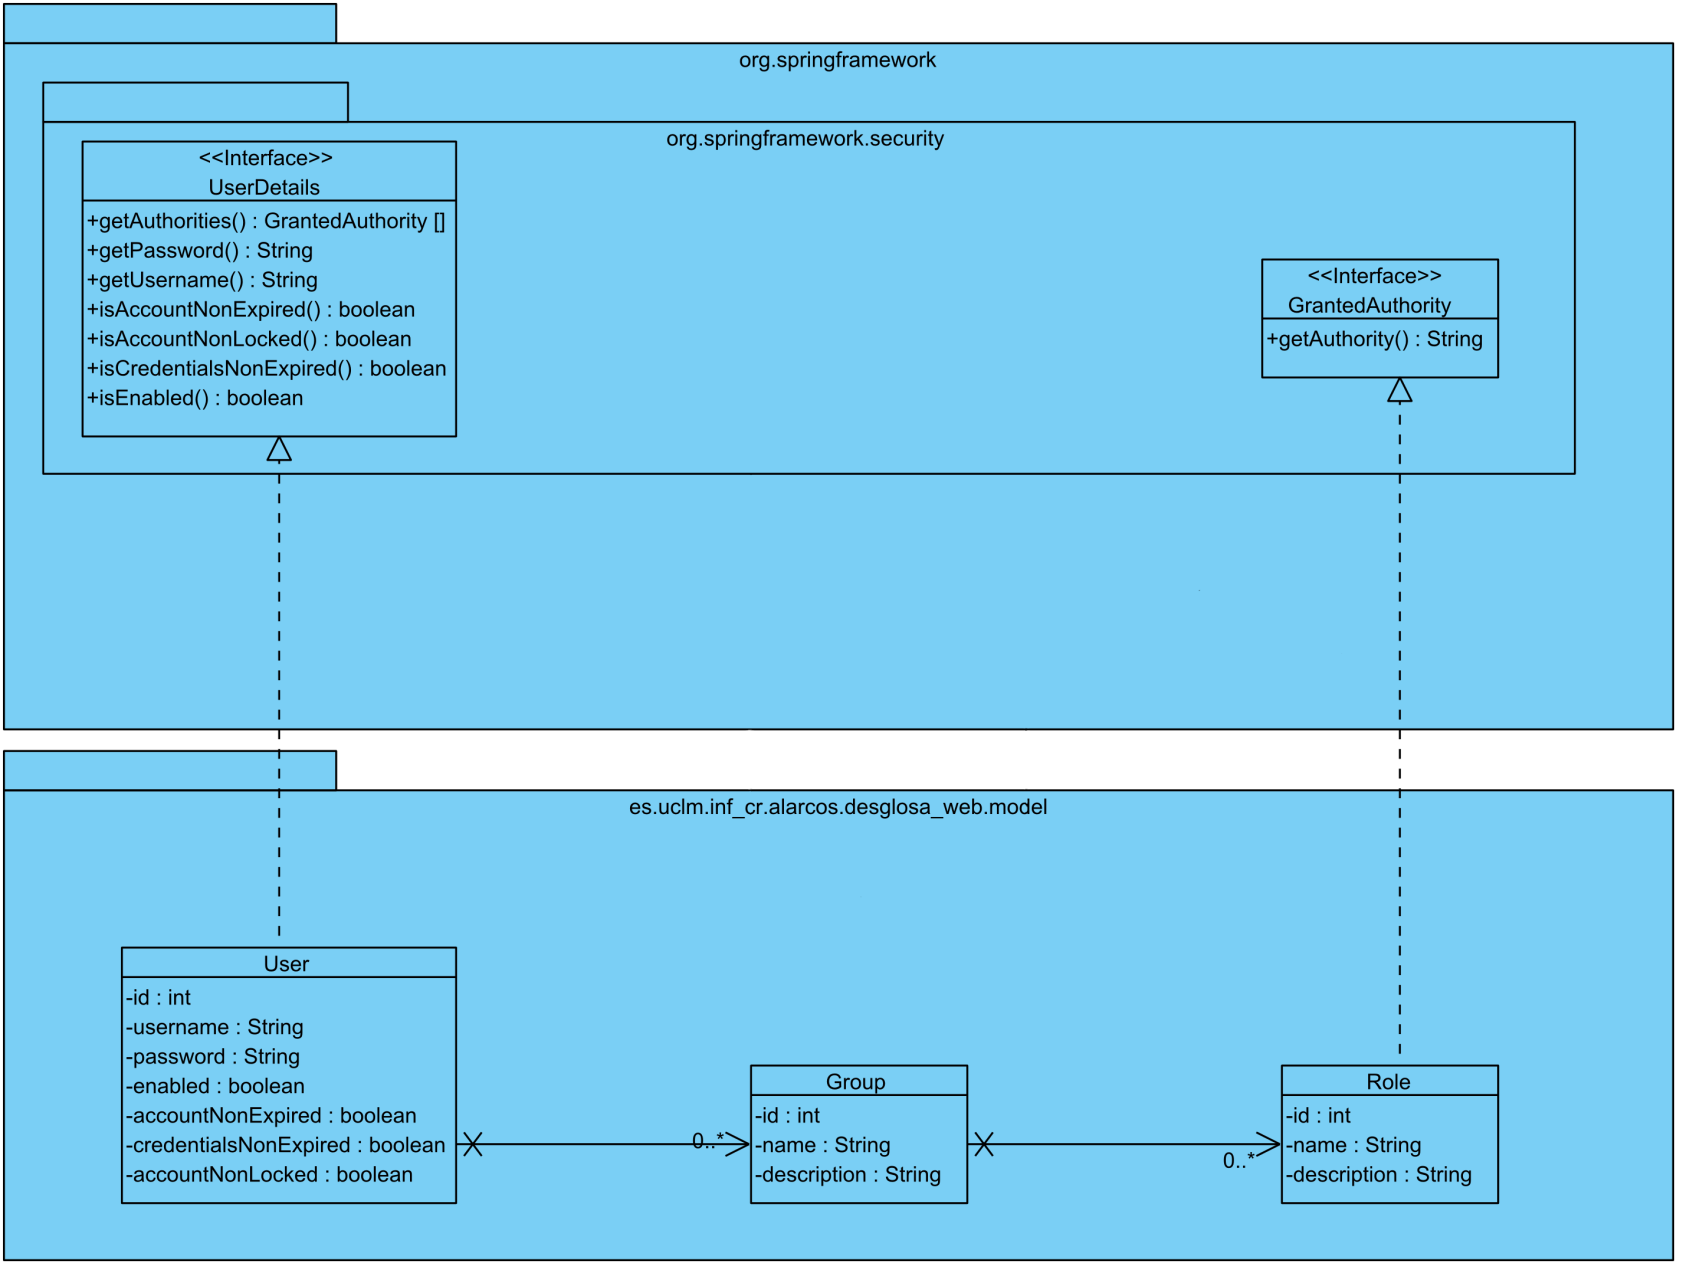 org.springframework
org.springframework.security
<<Interface>>
UserDetails
+getAuthorities() : GrantedAuthority []
+getPassword() : String
+getUsername() : String
+isAccountNonExpired() : boolean
+isAccountNonLocked() : boolean
+isCredentialsNonExpired() : boolean
+isEnabled() : boolean
<<Interface>>
GrantedAuthority
+getAuthority() : String
es.uclm.inf_cr.alarcos.desglosa_web.model
User
-id : int
-username : String
-password : String
-enabled : boolean
-accountNonExpired : boolean
-credentialsNonExpired : boolean
-accountNonLocked : boolean
0..*
Group
-id : int
-name : String
-description : String
0..*
Role
-id : int
-name : String
-description : String